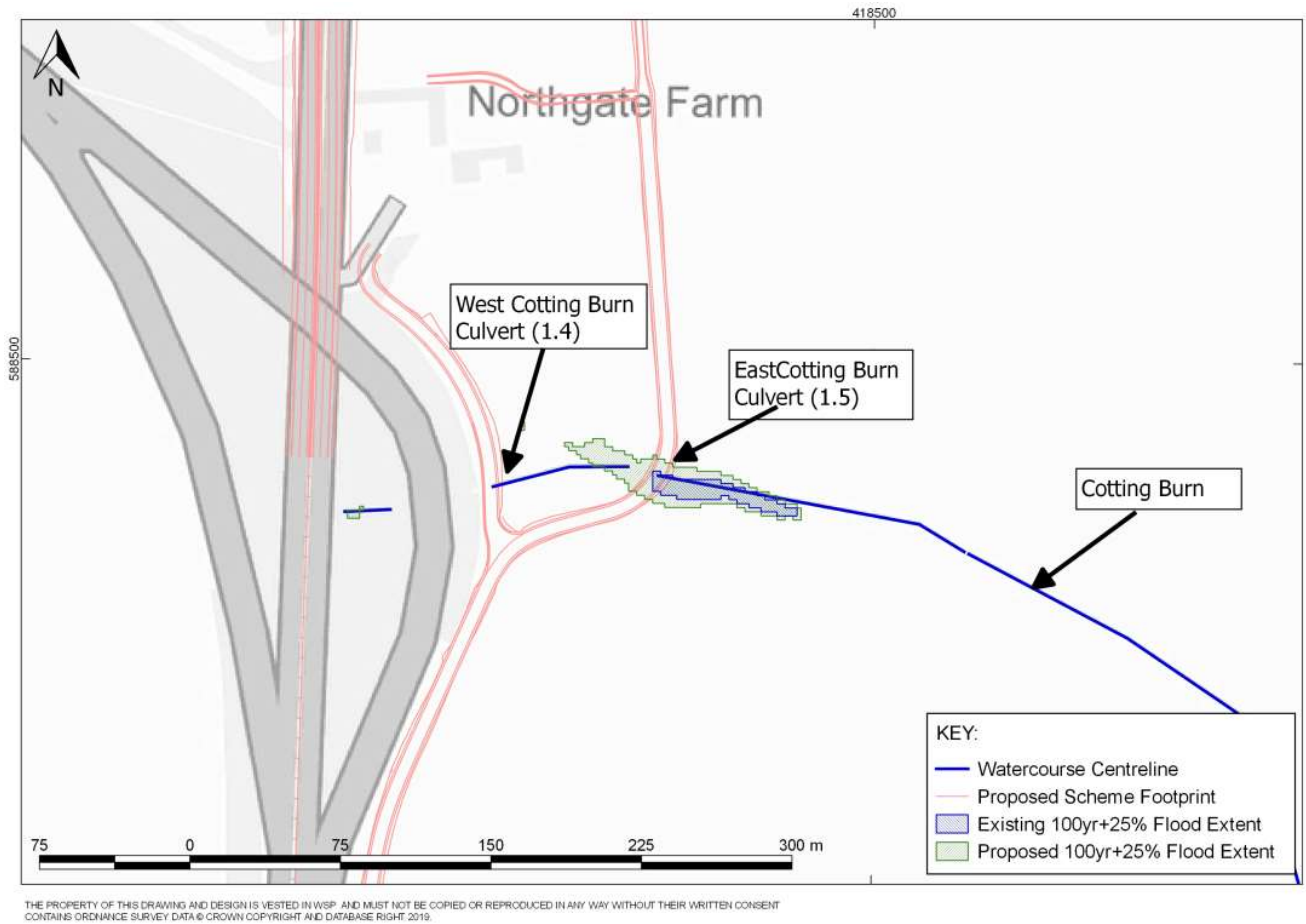 418500
N
Northgate Farm
588500
West Cotting Burn
Culvert (1.4)
EastCotting Burn
Culvert (1.5)
Cotting Burn
KEY:
Watercourse Centreline
Proposed Scheme Footprint
Existing 100yr+25% Flood Extent
Proposed 100yr+25% Flood Extent
75 0 75 150 225 300 m
THE PROPERTY OF THIS DRAWING AND DESIGN IS VESTED IN WSP AND MUST NOT BE COPIED OR REPRODUCED IN ANY WAY WITHOUT THEIR WRITTEN CONSENT
CONTAINS ORDNANCE SURVEY DATA © CROWN COPYRIGHT AND DATABASE RIGHT 2019.